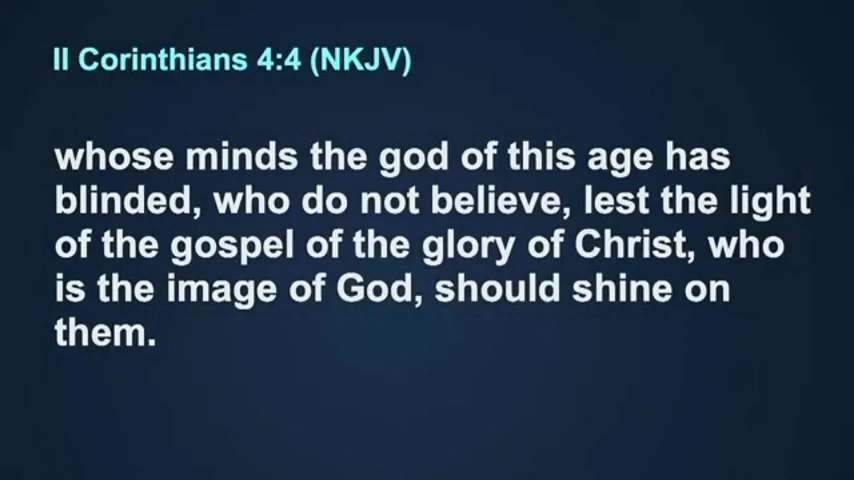 II Corinthians 4:4 (NKJV)
whose minds the god of this age has
blinded, who do not believe, lest the light
of the gospel of the glory of Christ, who
is the image of God, should shine on
them.